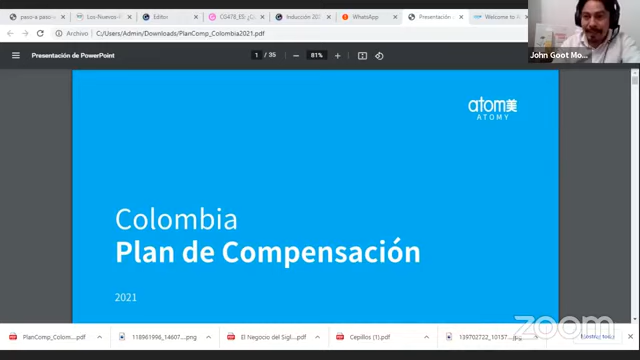 paso-a-paso
Los-Nuevos-P
Editor
CG478_ES: ¿Q
Inducción 20
WhatsApp
Presentación
Welcome to
Archivo
C:/Users/Admin/Downloads/PlanComp_Colombia2021.pdf
Presentación de PowerPoint
1 / 35
81%
John Goot Mo...
atom美
ATOMY
Colombia
Plan de Compensación
2021
zoom
PlanComp_Colom....pdf
118961996_14607....png
El Negocio del Sigl....pdf
Cepillos (1).pdf
139702722_10157....jpg